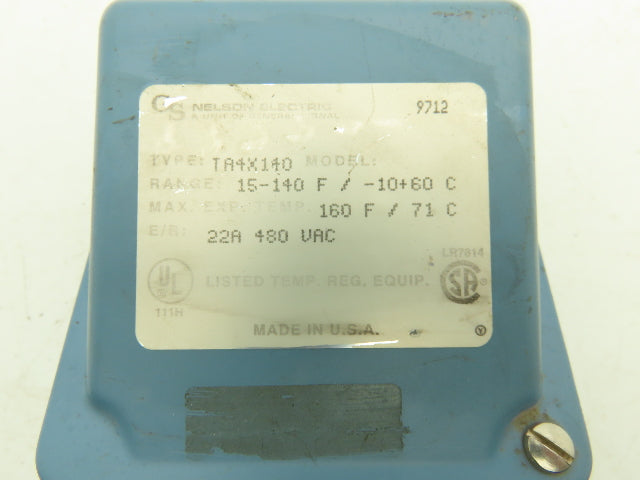 GS NELSON ELECTRIC 9712
A UNIT OF GENERAL SIGNAL
TYPE: TA4X140 MODEL:
RANGE: 15-140 F / -10+60 C
MAX. EXP. TEMP. 160 F / 71 C
E/R: 22A 480 VAC
LR7814
UL LISTED TEMP. REG. EQUIP. SA
111H
MADE IN U.S.A.